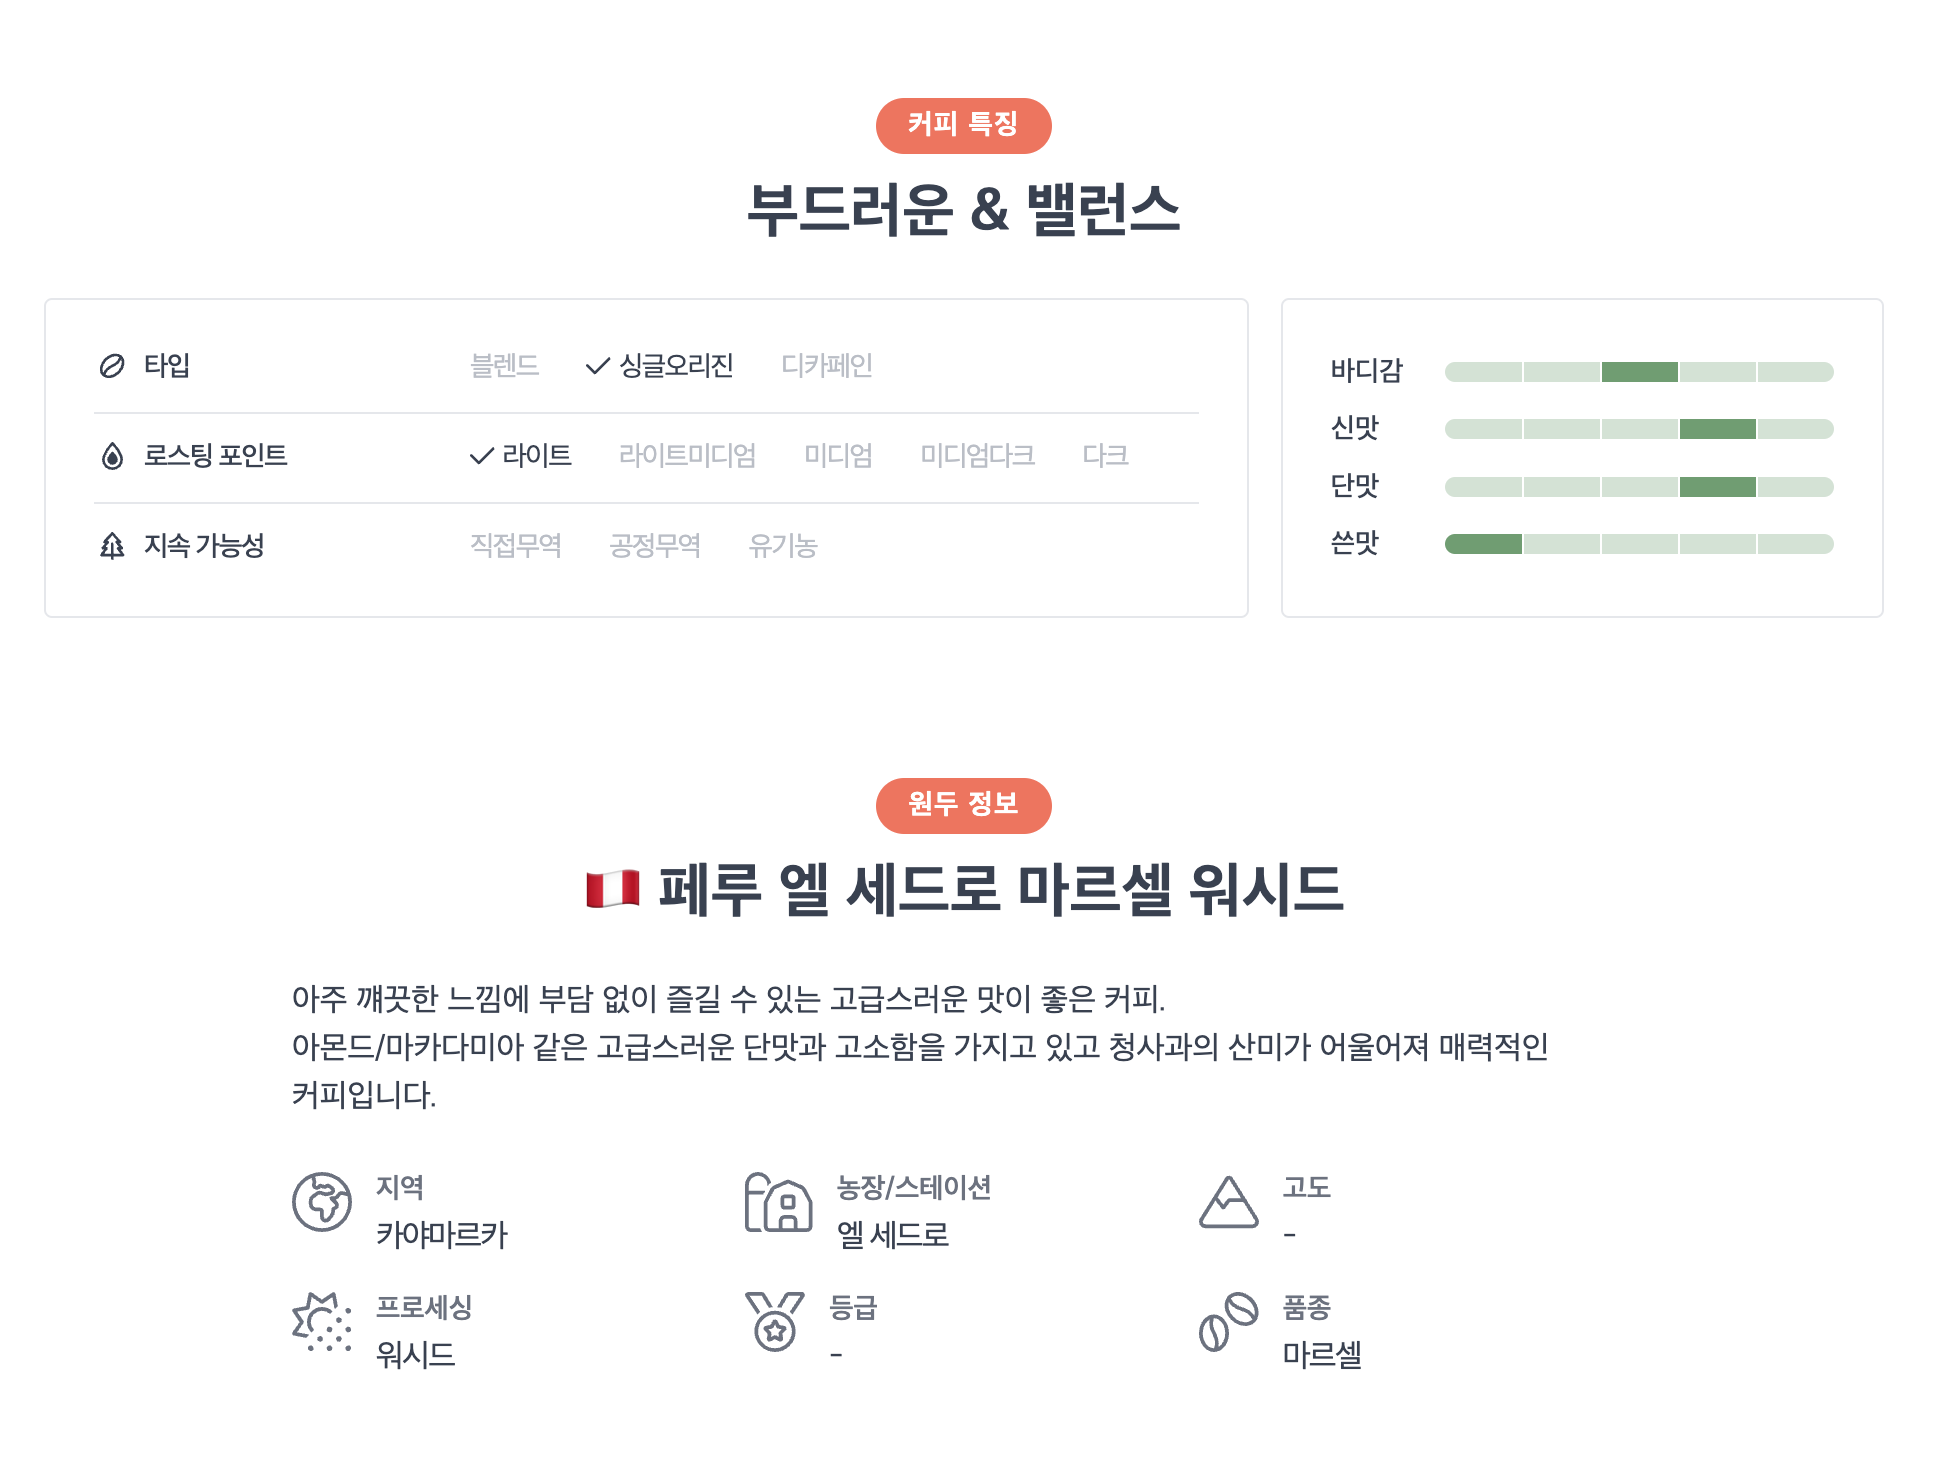 커피 특징
부드러운 & 밸런스
타입 블렌드 싱글오리진 디카페인
로스팅 포인트 라이트 라이트미디엄 미디엄 미디엄다크 다크
지속 가능성 직접무역 공정무역 유기농
바디감
신맛
단맛
쓴맛
원두 정보
페루 엘 세드로 마르셀 워시드
아주 꺠끗한 느낌에 부담 없이 즐길 수 있는 고급스러운 맛이 좋은 커피.
아몬드/마카다미아 같은 고급스러운 단맛과 고소함을 가지고 있고 청사과의 산미가 어울어져 매력적인
커피입니다.
지역
카야마르카
농장/스테이션
엘 세드로
고도
-
프로세싱
워시드
등급
-
품종
마르셀